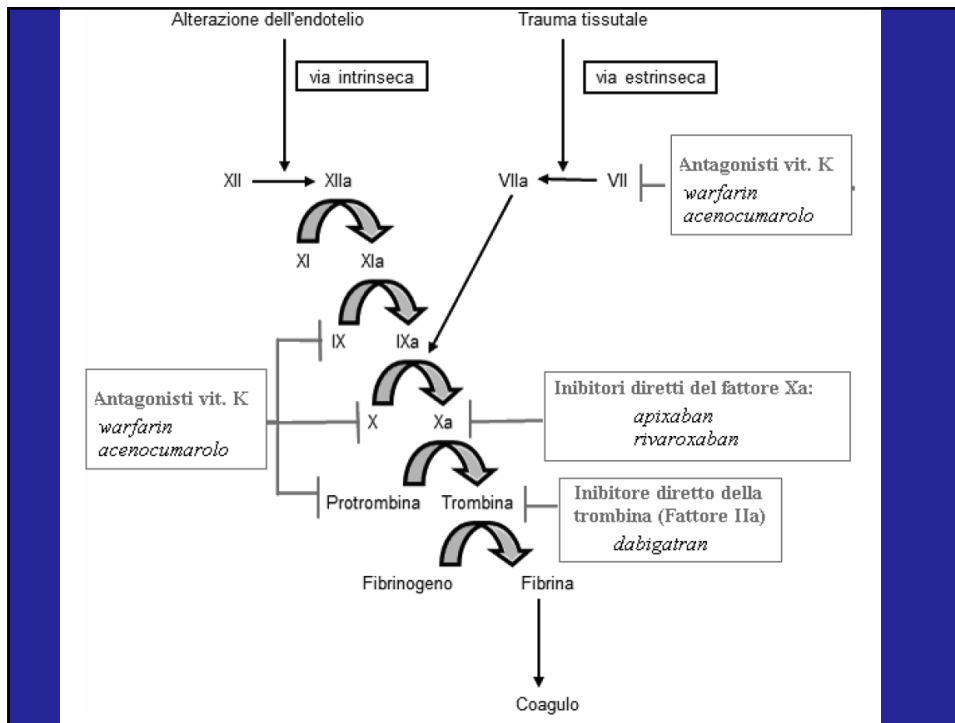 Alterazione dell'endotelio
Trauma tissutale
via intrinseca
via estrinseca
XII
XIIa
VIIa
VII
Antagonisti vit. K
warfarin
acenocumarolo
XI
XIa
IX
IXa
Antagonisti vit. K
warfarin
acenocumarolo
X
Xa
Inibitori diretti del fattore Xa:
apixaban
rivaroxaban
Protrombina
Trombina
Inibitore diretto della
trombina (Fattore IIa)
dabigatran
Fibrinogeno
Fibrina
Coagulo